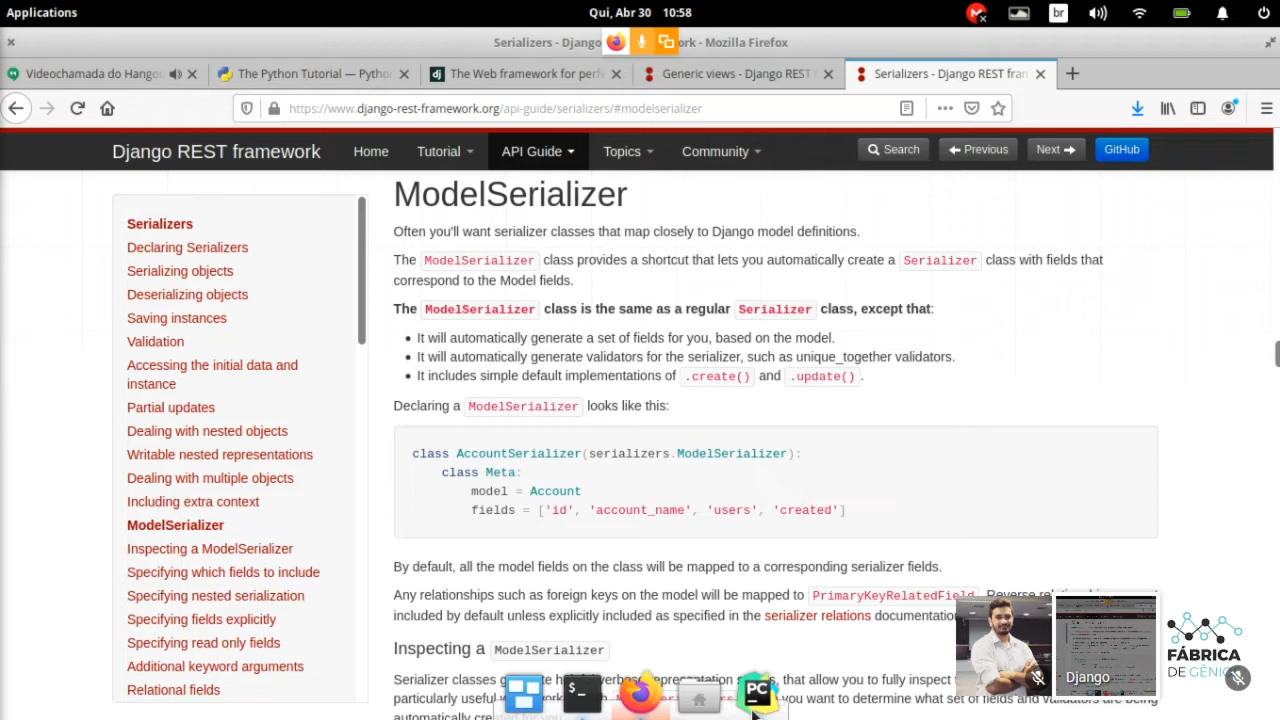 Applications
Qui, Abr 30 10:58
br
Serializers - Django
ork - Mozilla Firefox
Videochamada do Hangou
The Python Tutorial — Pytho
The Web framework for perf
Generic views - Django REST f
Serializers - Django REST fram
https://www.django-rest-framework.org/api-guide/serializers/#modelserializer
Django REST framework
Home
Tutorial
API Guide
Topics
Community
Search
Previous
Next
GitHub
Serializers
Declaring Serializers
Serializing objects
Deserializing objects
Saving instances
Validation
Accessing the initial data and
instance
Partial updates
Dealing with nested objects
Writable nested representations
Dealing with multiple objects
Including extra context
ModelSerializer
Inspecting a ModelSerializer
Specifying which fields to include
Specifying nested serialization
Specifying fields explicitly
Specifying read only fields
Additional keyword arguments
Relational fields
ModelSerializer
Often you'll want serializer classes that map closely to Django model definitions.
The ModelSerializer class provides a shortcut that lets you automatically create a Serializer class with fields that
correspond to the Model fields.
The ModelSerializer class is the same as a regular Serializer class, except that:
• It will automatically generate a set of fields for you, based on the model.
• It will automatically generate validators for the serializer, such as unique_together validators.
• It includes simple default implementations of .create() and .update().
Declaring a ModelSerializer looks like this:
class AccountSerializer(serializers.ModelSerializer):
class Meta:
model = Account
fields = ['id', 'account_name', 'users', 'created']
By default, all the model fields on the class will be mapped to a corresponding serializer fields.
Any relationships such as foreign keys on the model will be mapped to PrimaryKeyRelatedField. Reverse
included by default unless explicitly included as specified in the serializer relations documentation
Inspecting a ModelSerializer
Serializer classes
representation
that allow you to fully inspect
particularly useful
you want to determine what set of fields and validators are being
automatically created for you.
PC
Django
FÁBRICA
DE GÊNIOS